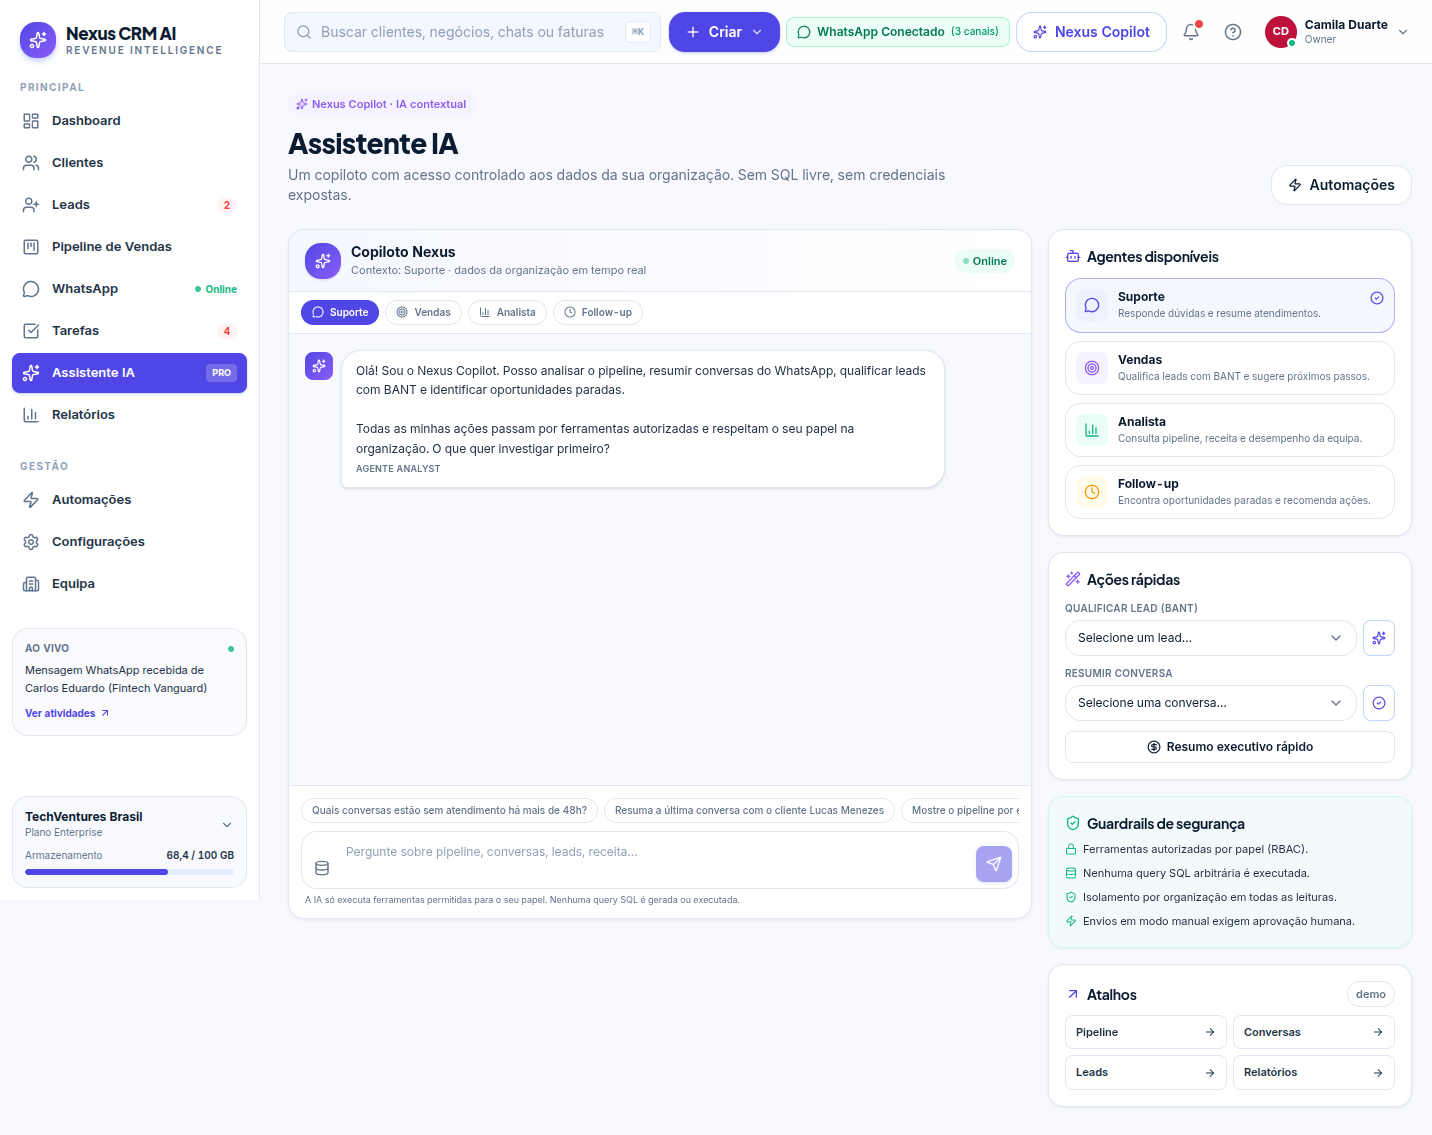 Nexus CRM AI
REVENUE INTELLIGENCE
PRINCIPAL
Dashboard
Clientes
Leads 2
Pipeline de Vendas
WhatsApp Online
Tarefas 4
Assistente IA PRO
Relatórios
GESTÃO
Automações
Configurações
Equipa
AO VIVO
Mensagem WhatsApp recebida de
Carlos Eduardo (Fintech Vanguard)
Ver atividades
TechVentures Brasil
Plano Enterprise
Armazenamento 68,4 / 100 GB
Buscar clientes, negócios, chats ou faturas ⌘K
Criar
WhatsApp Conectado (3 canais)
Nexus Copilot
CD
Camila Duarte
Owner
Nexus Copilot · IA contextual
Assistente IA
Um copiloto com acesso controlado aos dados da sua organização. Sem SQL livre, sem credenciais
expostas.
Automações
Copiloto Nexus
Contexto: Suporte · dados da organização em tempo real
Online
Suporte Vendas Analista Follow-up
Olá! Sou o Nexus Copilot. Posso analisar o pipeline, resumir conversas do WhatsApp, qualificar leads
com BANT e identificar oportunidades paradas.
Todas as minhas ações passam por ferramentas autorizadas e respeitam o seu papel na
organização. O que quer investigar primeiro?
AGENTE ANALYST
Quais conversas estão sem atendimento há mais de 48h? Resuma a última conversa com o cliente Lucas Menezes Mostre o pipeline por
Pergunte sobre pipeline, conversas, leads, receita...
A IA só executa ferramentas permitidas para o seu papel. Nenhuma query SQL é gerada ou executada.
Agentes disponíveis
Suporte
Responde dúvidas e resume atendimentos.
Vendas
Qualifica leads com BANT e sugere próximos passos.
Analista
Consulta pipeline, receita e desempenho da equipa.
Follow-up
Encontra oportunidades paradas e recomenda ações.
Ações rápidas
QUALIFICAR LEAD (BANT)
Selecione um lead...
RESUMIR CONVERSA
Selecione uma conversa...
Resumo executivo rápido
Guardrails de segurança
Ferramentas autorizadas por papel (RBAC).
Nenhuma query SQL arbitrária é executada.
Isolamento por organização em todas as leituras.
Envios em modo manual exigem aprovação humana.
Atalhos demo
Pipeline Conversas
Leads Relatórios